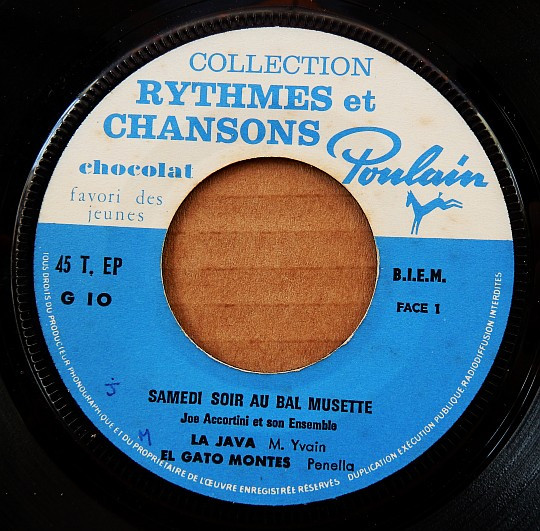 COLLECTION
RYTHMES et
CHANSONS
Poulain
chocolat
favori des
jeunes
45 T. EP
G 10
B.I.E.M.
FACE 1
SAMEDI SOIR AU BAL MUSETTE
Joe Accortini et son Ensemble
LA JAVA M. Yvain
EL GATO MONTES Penella
TOUS DROITS DU PRODUCTEUR PHONOGRAPHIQUE ET DU PROPRIÉTAIRE DE L'ŒUVRE ENREGISTRÉE RÉSERVÉS DUPLICATION EXÉCUTION PUBLIQUE RADIODIFFUSION INTERDITES